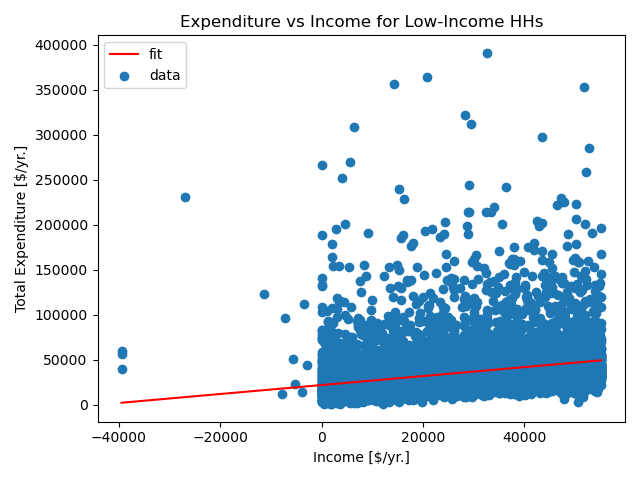 Expenditure vs Income for Low-Income HHs
fit
data
400000
350000
300000
250000
200000
150000
100000
50000
0
Total Expenditure [$/yr.]
−40000 −20000 0 20000 40000
Income [$/yr.]